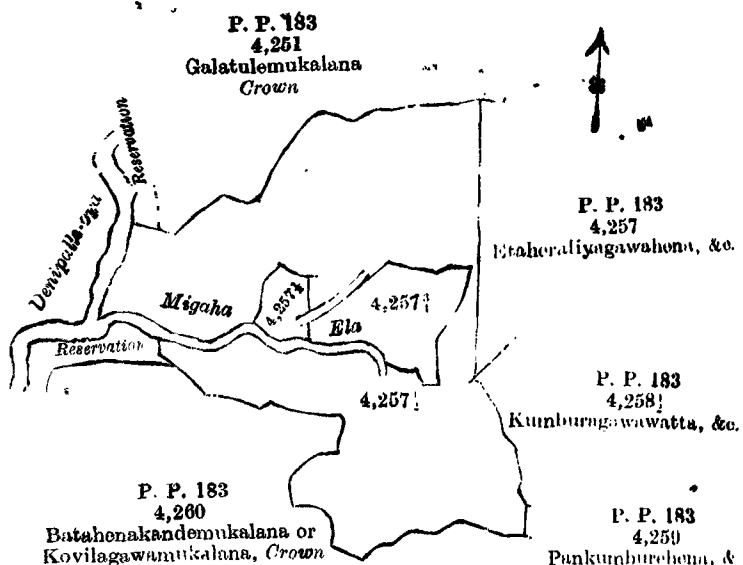 P. P. 183
4,251
Galatulemukalana
Crown
Reservation
Denipalla-oya
P. P. 183
4,257
Etaheraliyagawahena, &c.
Migaha
4,257½
4,257¾
Ela
Reservation
4,257¼
P. P. 183
4,258½
Kumburagawawatta, &c.
P. P. 183
4,260
Batahenakandemukalana or
Kovilagawamukalana, Crown
P. P. 183
4,259
Pankumburehena, &